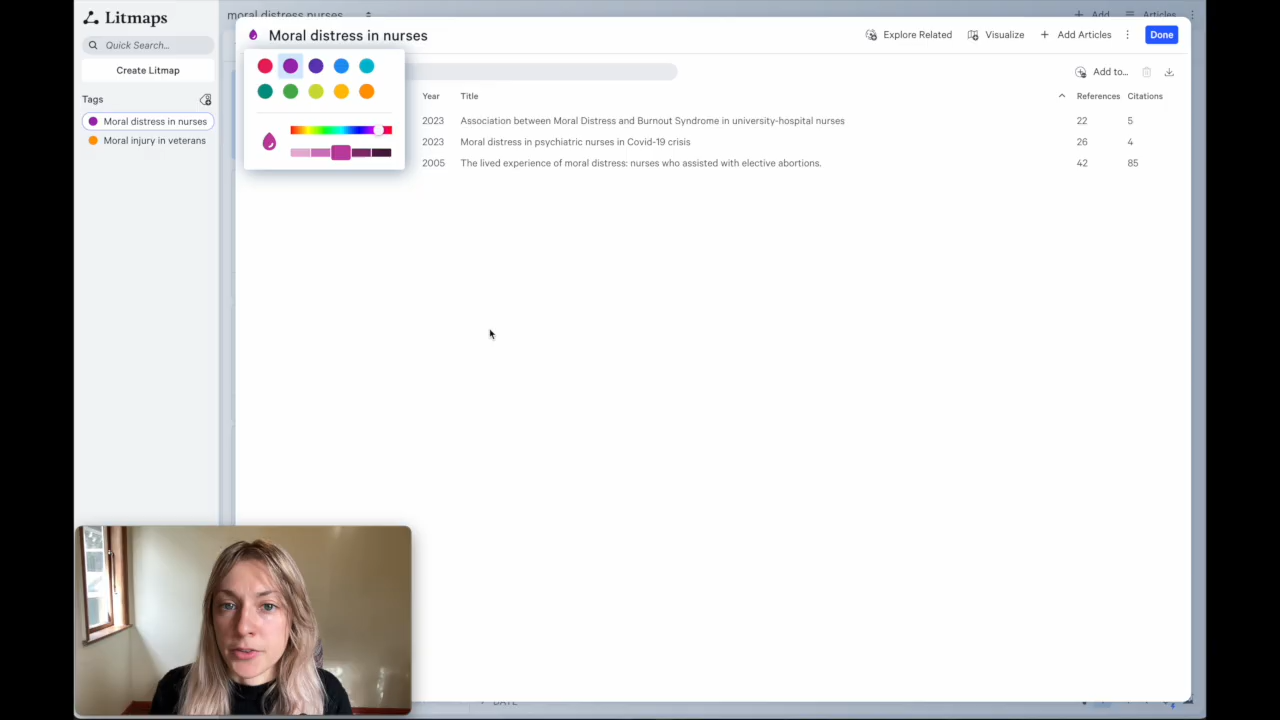 Litmaps
moral distress nurses
Add
Articles
Quick Search...
Moral distress in nurses
Explore Related
Visualize
Add Articles
Done
Create Litmap
Add to...
Tags
Year
Title
References
Citations
Moral distress in nurses
2023
Association between Moral Distress and Burnout Syndrome in university-hospital nurses
22
5
Moral injury in veterans
2023
Moral distress in psychiatric nurses in Covid-19 crisis
26
4
2005
The lived experience of moral distress: nurses who assisted with elective abortions.
42
85
DATE